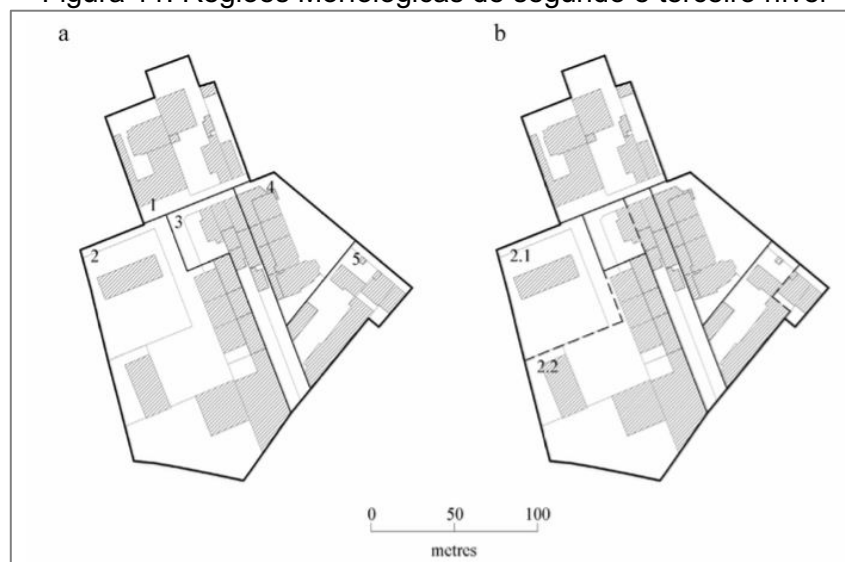 Figura 44: Regiões Morfológicas de segundo e terceiro nível
a
b
1
2
3
4
5
2.1
2.2
0 50 100
metres